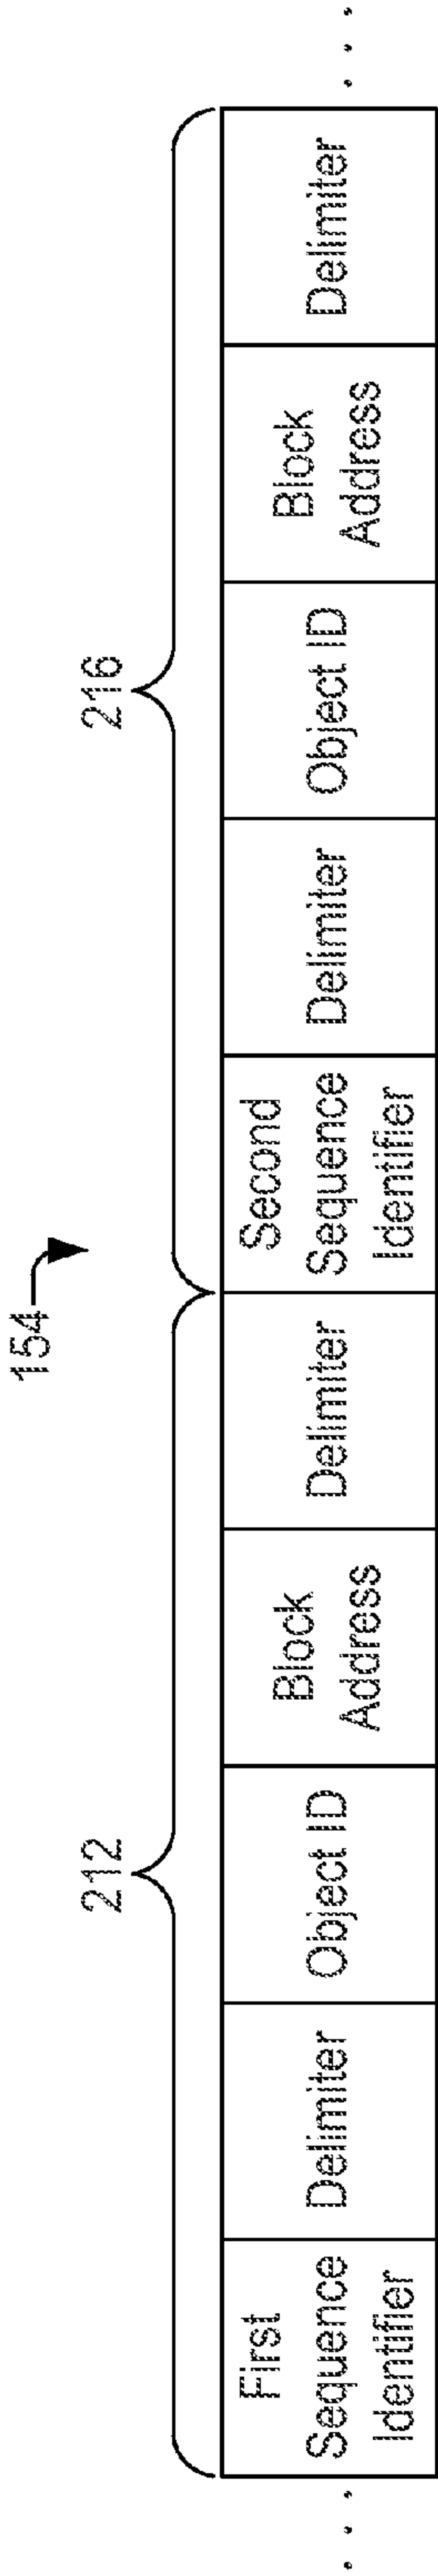 154
212
216
. . .
First
Sequence
Identifier
Delimiter
Object ID
Block
Address
Delimiter
Second
Sequence
Identifier
Delimiter
Object ID
Block
Address
Delimiter
. . .